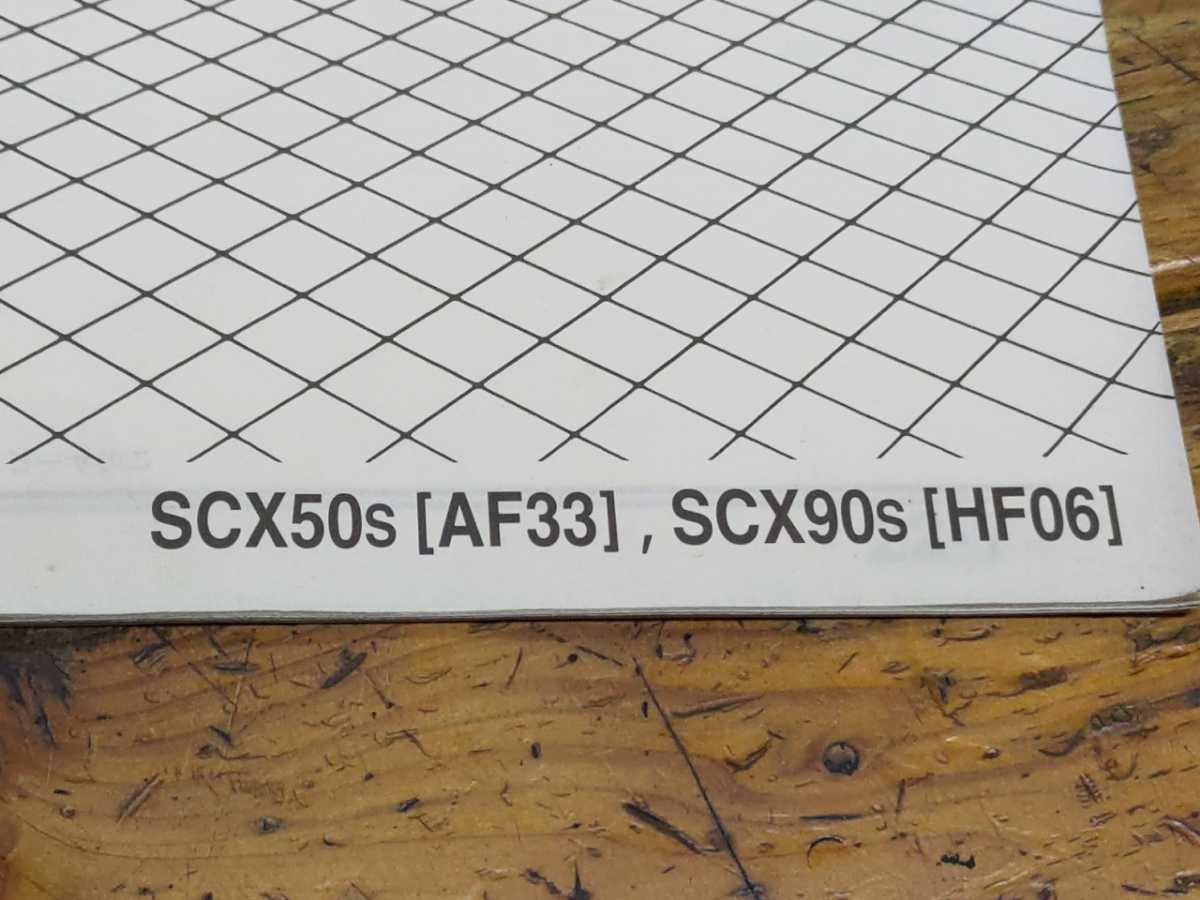 SCX50s [AF33] , SCX90s [HF06]